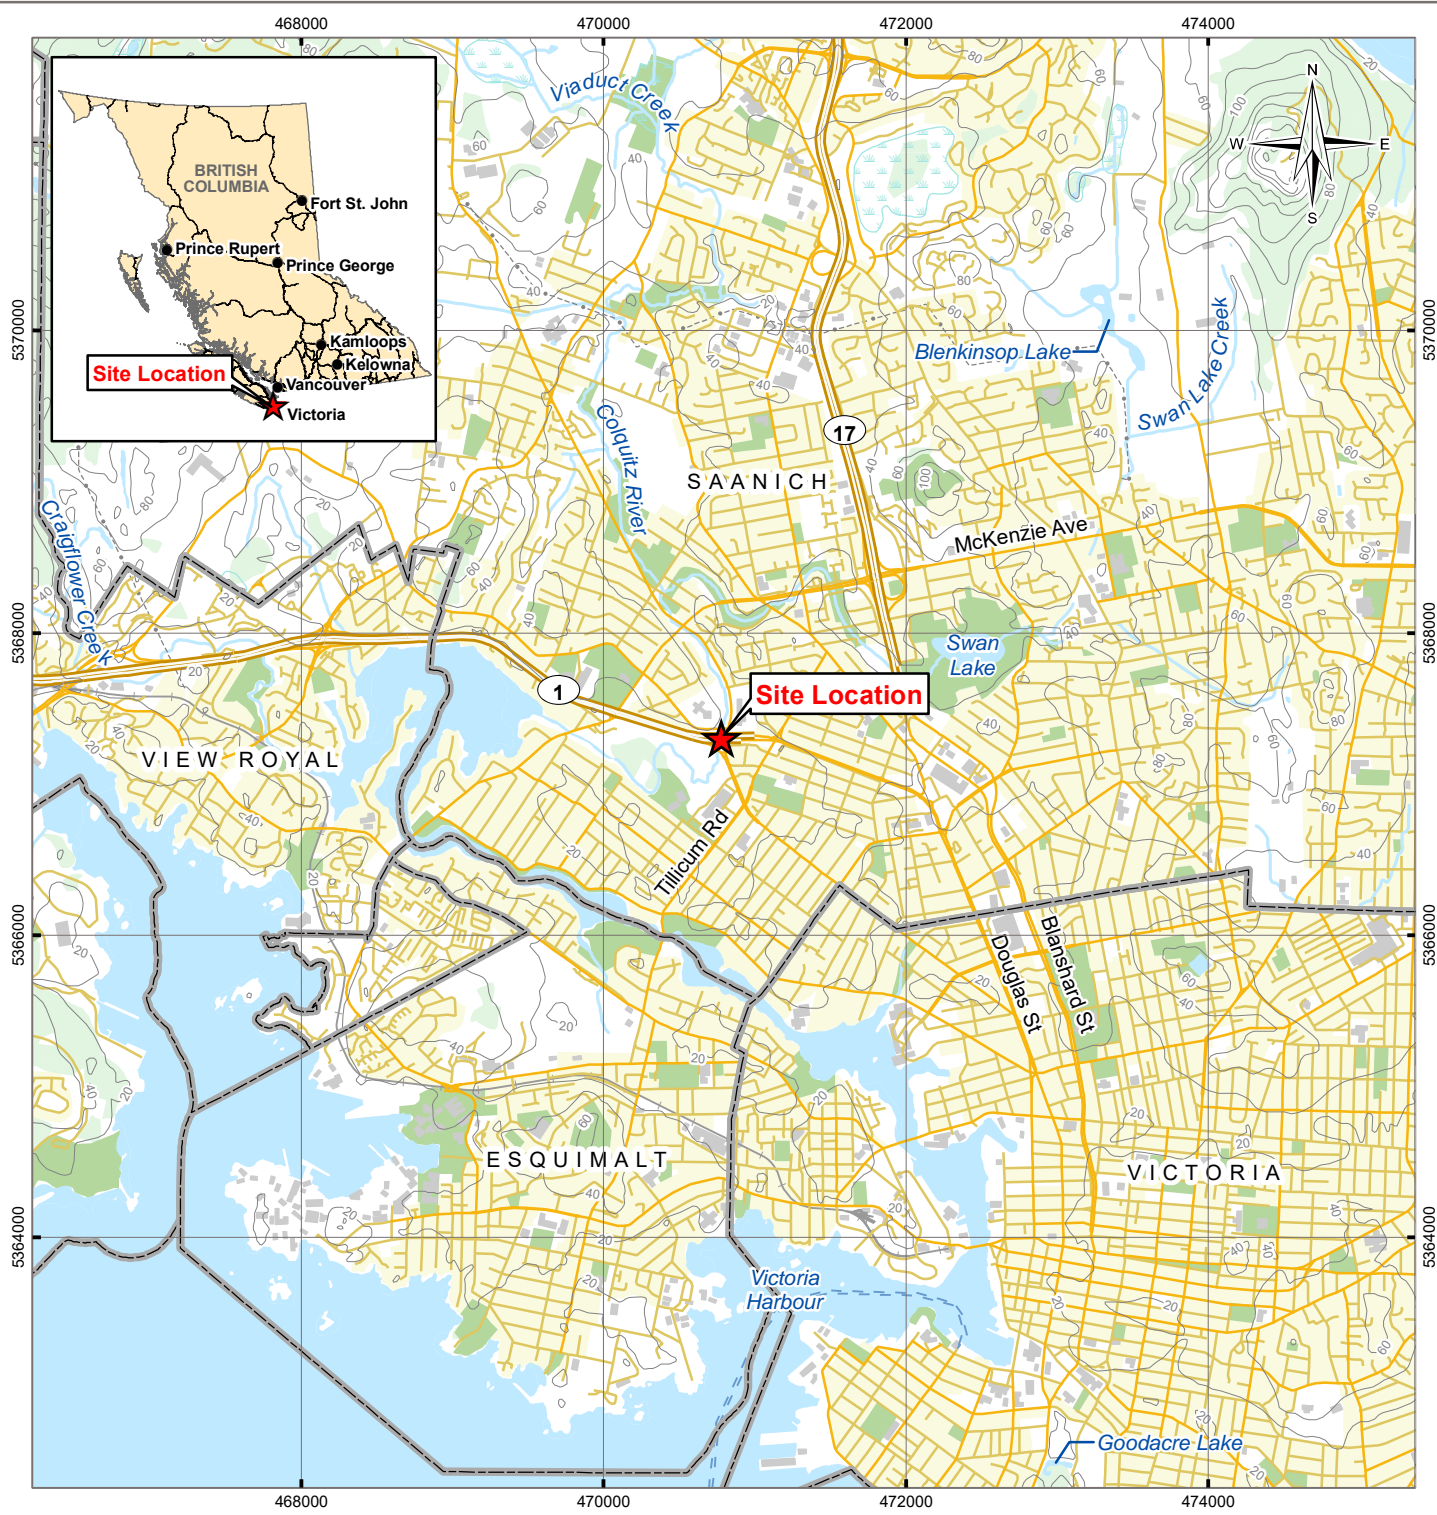 468000
470000
472000
474000
BRITISH
COLUMBIA
Fort St. John
Prince Rupert
Prince George
Kamloops
Kelowna
Vancouver
Victoria
Site Location
Viaduct Creek
N
W
E
S
100
80
5370000
5370000
Blenkinsop Lake
Swan Lake Creek
Colquitz River
17
SAANICH
McKenzie Ave
Craigflower Creek
5368000
5368000
Swan
Lake
1
Site Location
VIEW ROYAL
Tillicum Rd
5366000
5366000
Douglas St
Blanshard St
ESQUIMALT
VICTORIA
5364000
5364000
Victoria
Harbour
Goodacre Lake
468000
470000
472000
474000